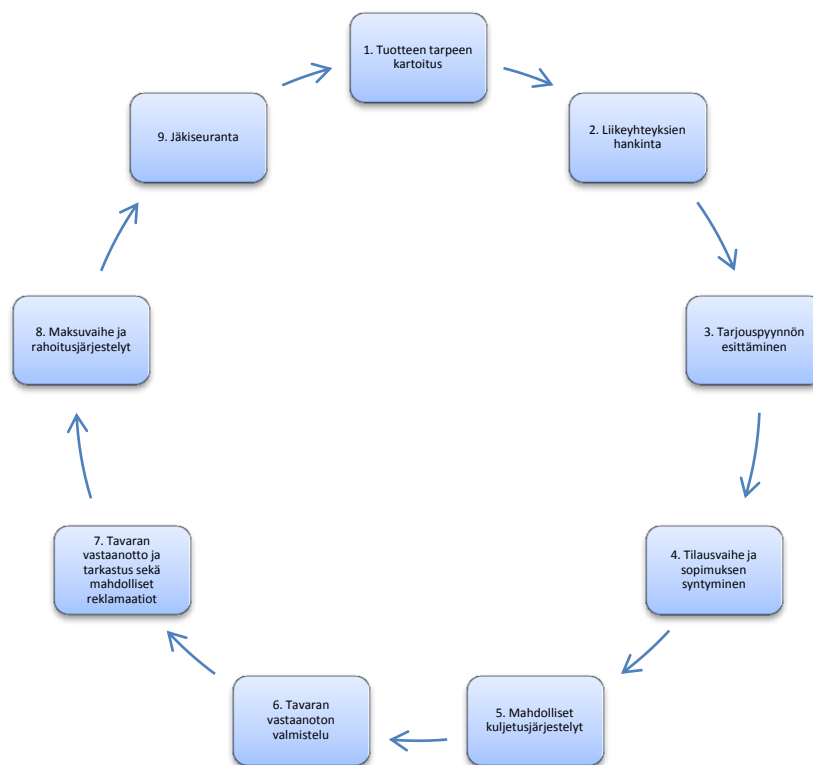 1. Tuotteen tarpeen
kartoitus
2. Liikeyhteyksien
hankinta
3. Tarjouspyynnön
esittäminen
4. Tilausvaihe ja
sopimuksen
syntyminen
5. Mahdolliset
kuljetusjärjestelyt
6. Tavaran
vastaanoton
valmistelu
7. Tavaran
vastaanotto ja
tarkastus sekä
mahdolliset
reklamaatiot
8. Maksuvaihe ja
rahoitusjärjestelyt
9. Jäkiseuranta